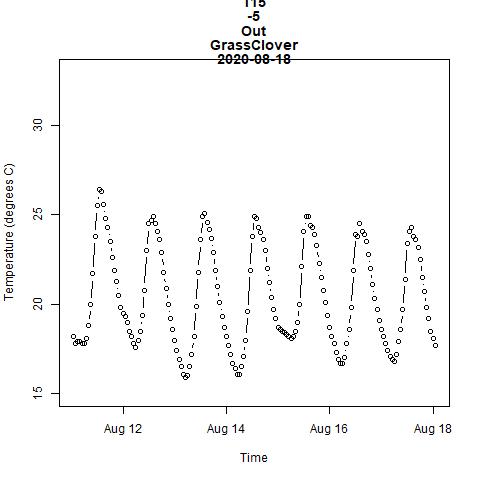 T15
-5
Out
GrassClover
2020-08-18
Temperature (degrees C)
30
25
20
15
Aug 12 Aug 14 Aug 16 Aug 18
Time